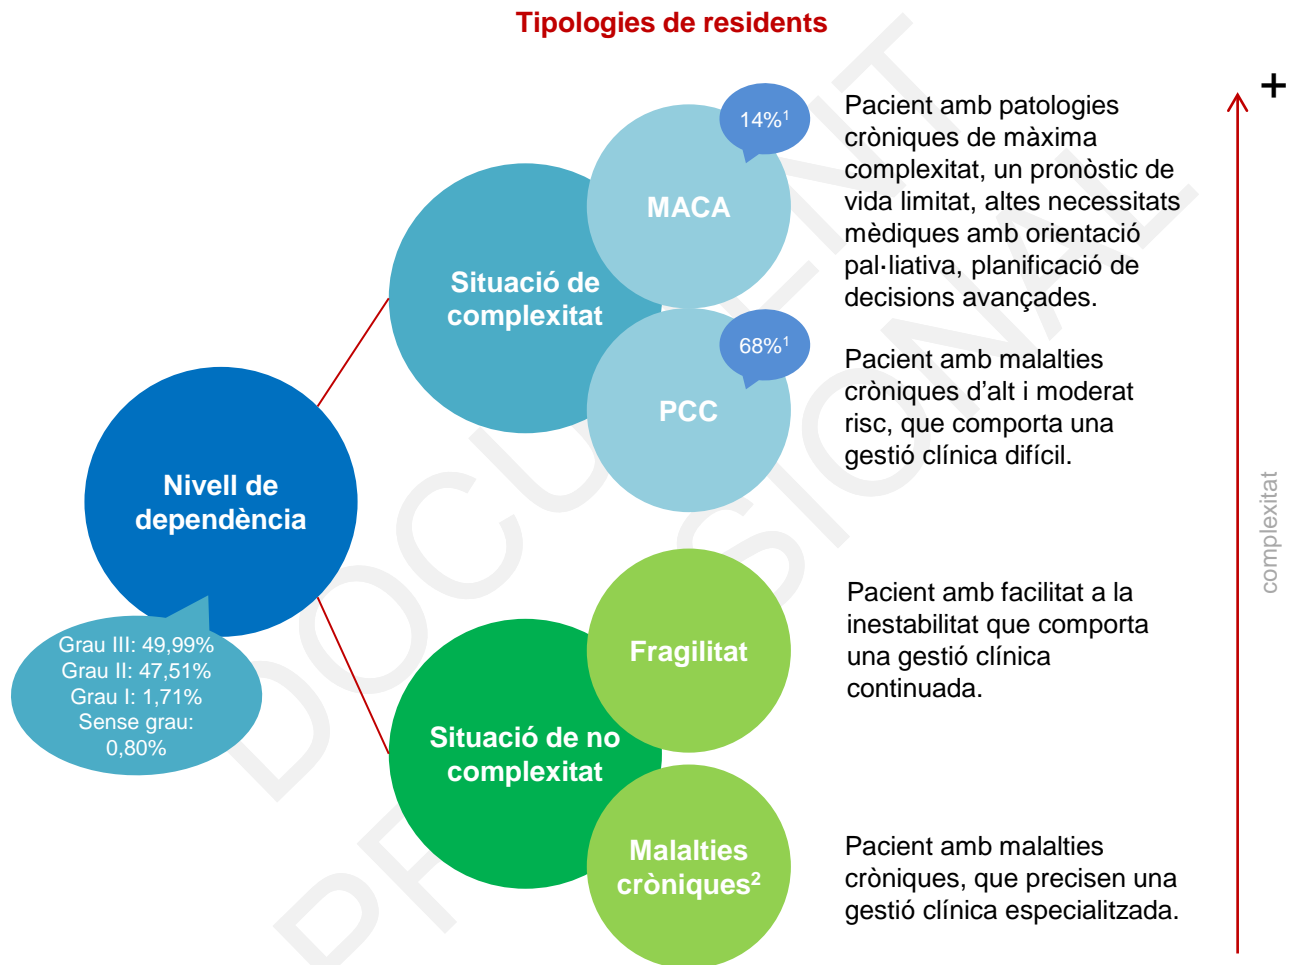 Tipologies de residents
+
14%¹
MACA
Pacient amb patologies
cròniques de màxima
complexitat, un pronòstic de
vida limitat, altes necessitats
mèdiques amb orientació
pal·liativa, planificació de
decisions avançades.
Situació de
complexitat
68%¹
PCC
Pacient amb malalties
cròniques d'alt i moderat
risc, que comporta una
gestió clínica difícil.
Nivell de
dependència
complexitat
Grau III: 49,99%
Grau II: 47,51%
Grau I: 1,71%
Sense grau:
0,80%
Fragilitat
Pacient amb facilitat a la
inestabilitat que comporta
una gestió clínica
continuada.
Situació de no
complexitat
Malalties
cròniques²
Pacient amb malalties
cròniques, que precisen una
gestió clínica especialitzada.